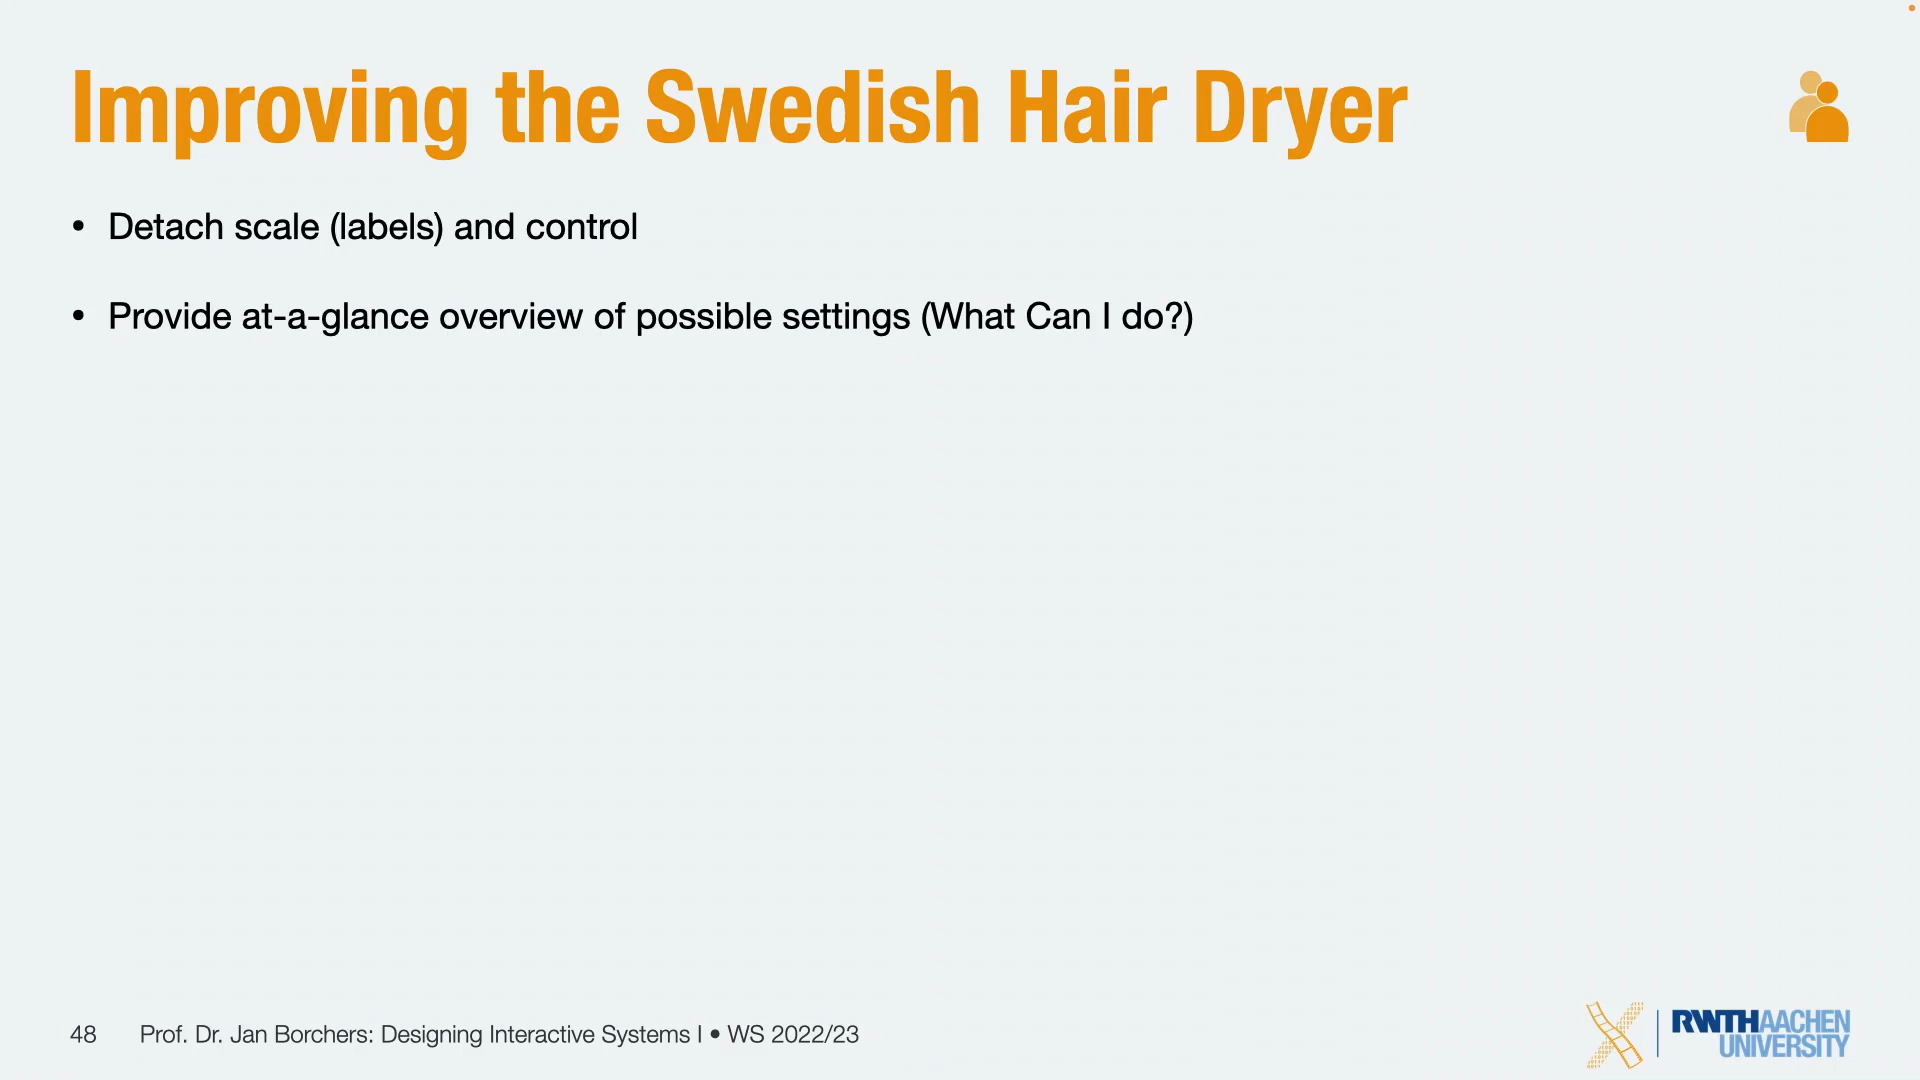 Improving the Swedish Hair Dryer
• Detach scale (labels) and control
• Provide at-a-glance overview of possible settings (What Can I do?)
48 Prof. Dr. Jan Borchers: Designing Interactive Systems I • WS 2022/23
RWTHAACHEN
UNIVERSITY